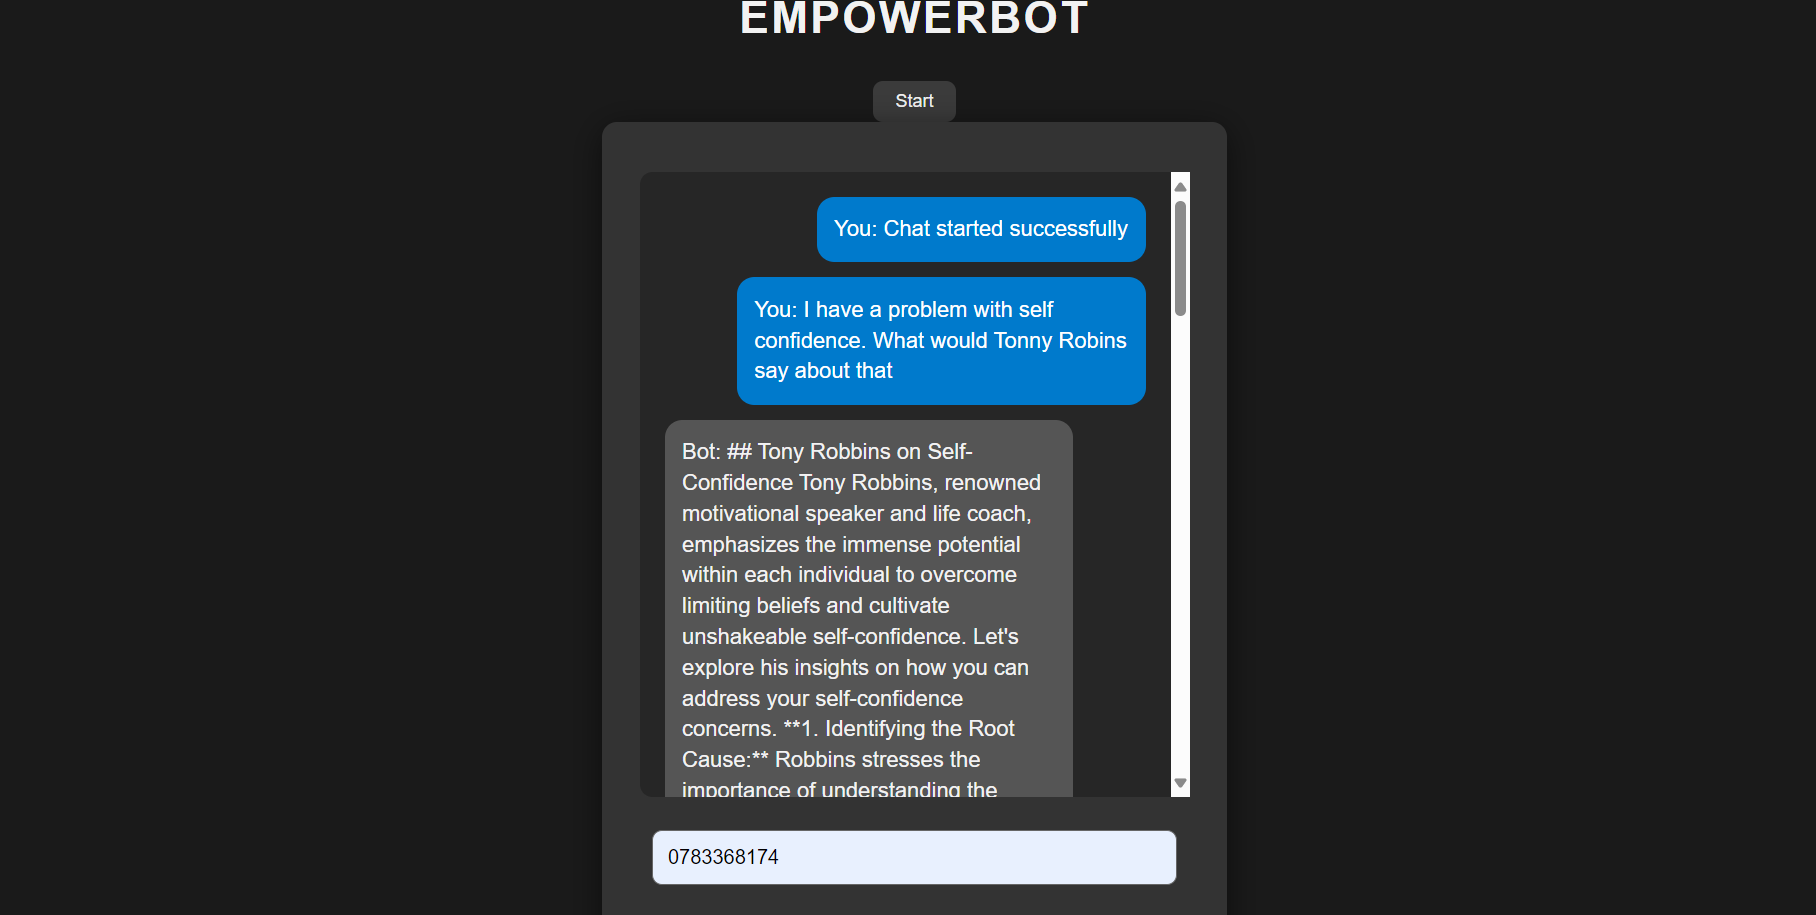 EMPOWERBOT
Start
You: Chat started successfully
You: I have a problem with self
confidence. What would Tonny Robins
say about that
Bot: ## Tony Robbins on Self-
Confidence Tony Robbins, renowned
motivational speaker and life coach,
emphasizes the immense potential
within each individual to overcome
limiting beliefs and cultivate
unshakeable self-confidence. Let's
explore his insights on how you can
address your self-confidence
concerns. **1. Identifying the Root
Cause:** Robbins stresses the
importance of understanding the
0783368174